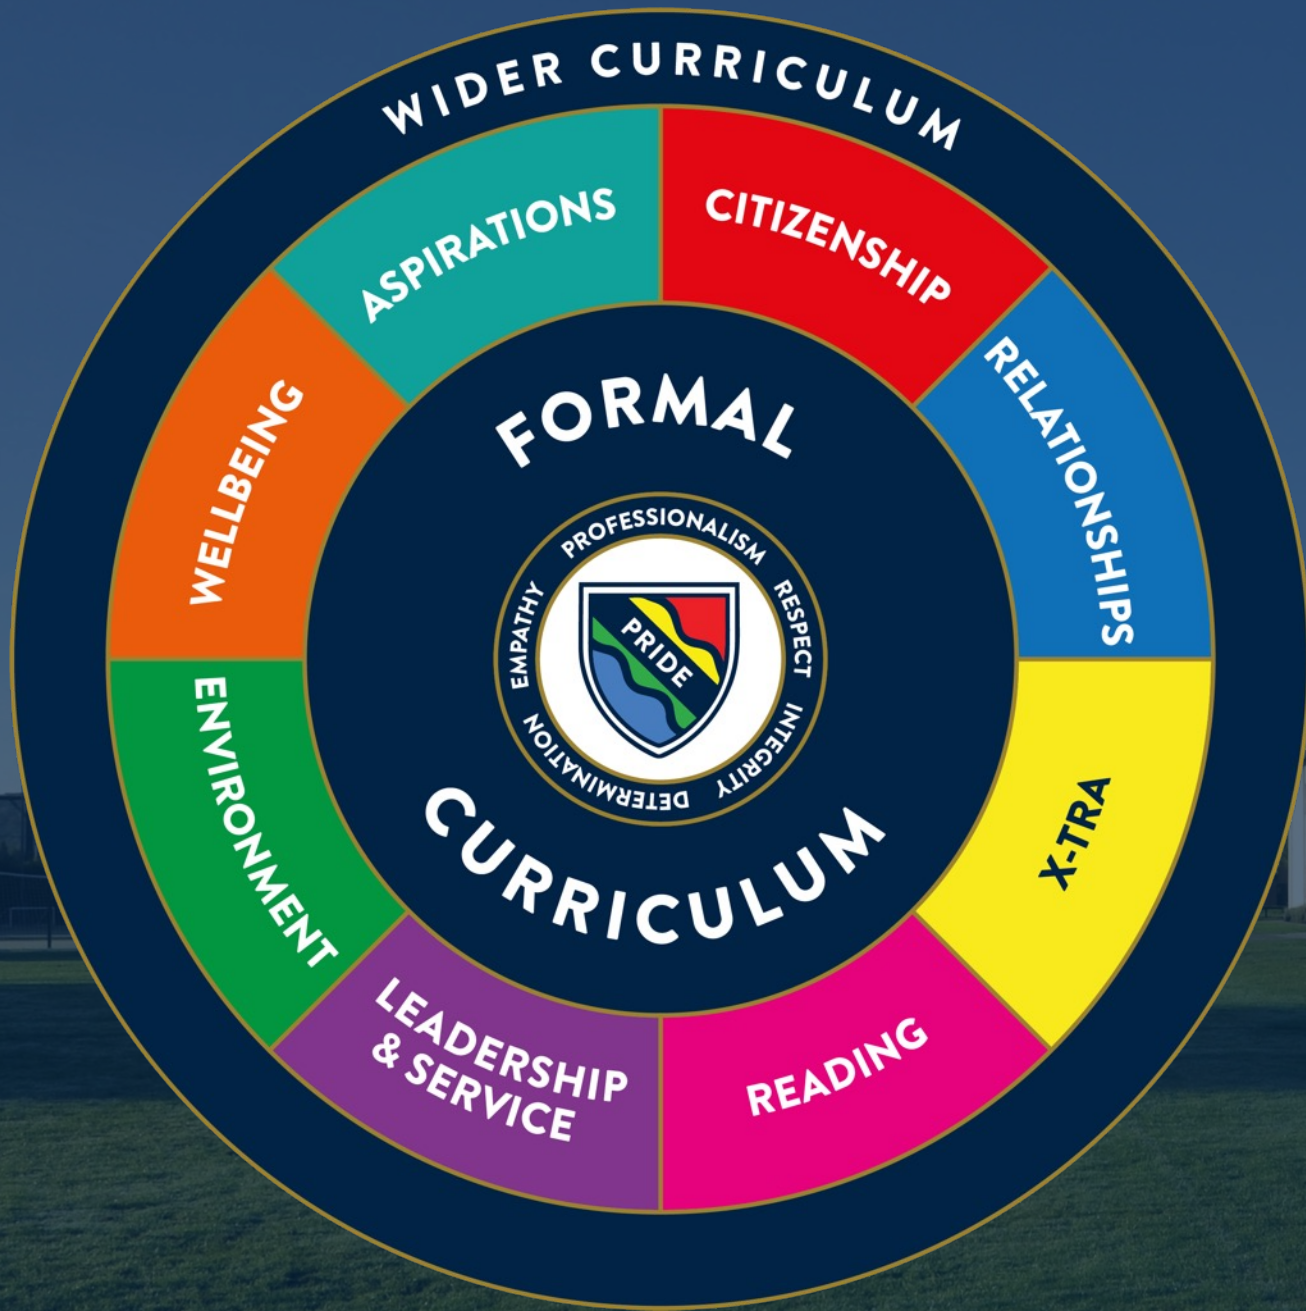 WIDER CURRICULUM
ASPIRATIONS
CITIZENSHIP
RELATIONSHIPS
X-TRA
READING
LEADERSHIP
& SERVICE
ENVIRONMENT
WELLBEING
FORMAL
PROFESSIONALISM
RESPECT
INTEGRITY
DETERMINATION
EMPATHY
PRIDE
CURRICULUM